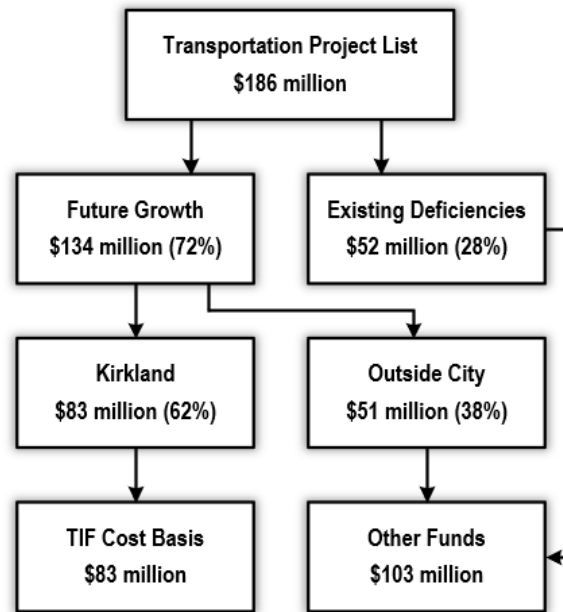 Transportation Project List
$186 million
Future Growth
$134 million (72%)
Existing Deficiencies
$52 million (28%)
Kirkland
$83 million (62%)
Outside City
$51 million (38%)
TIF Cost Basis
$83 million
Other Funds
$103 million